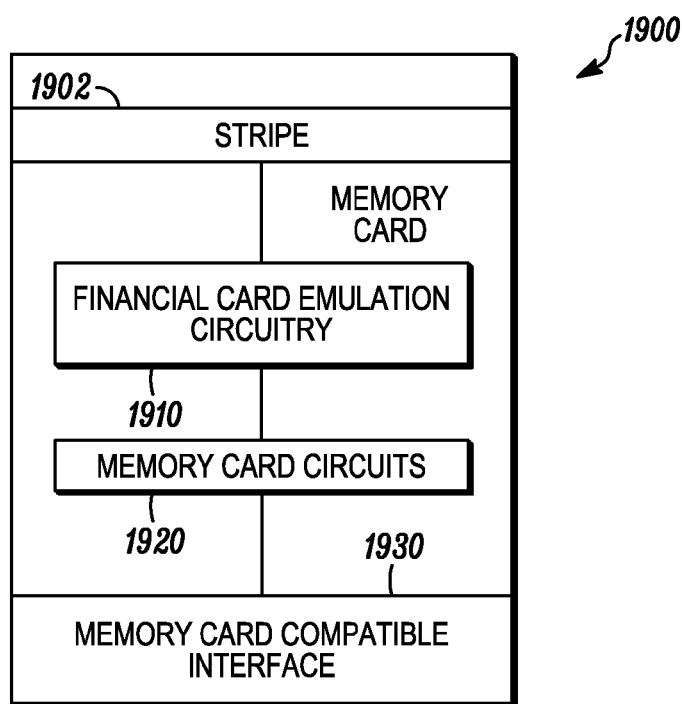 1900
1902
STRIPE
MEMORY
CARD
FINANCIAL CARD EMULATION
CIRCUITRY
1910
MEMORY CARD CIRCUITS
1920
1930
MEMORY CARD COMPATIBLE
INTERFACE